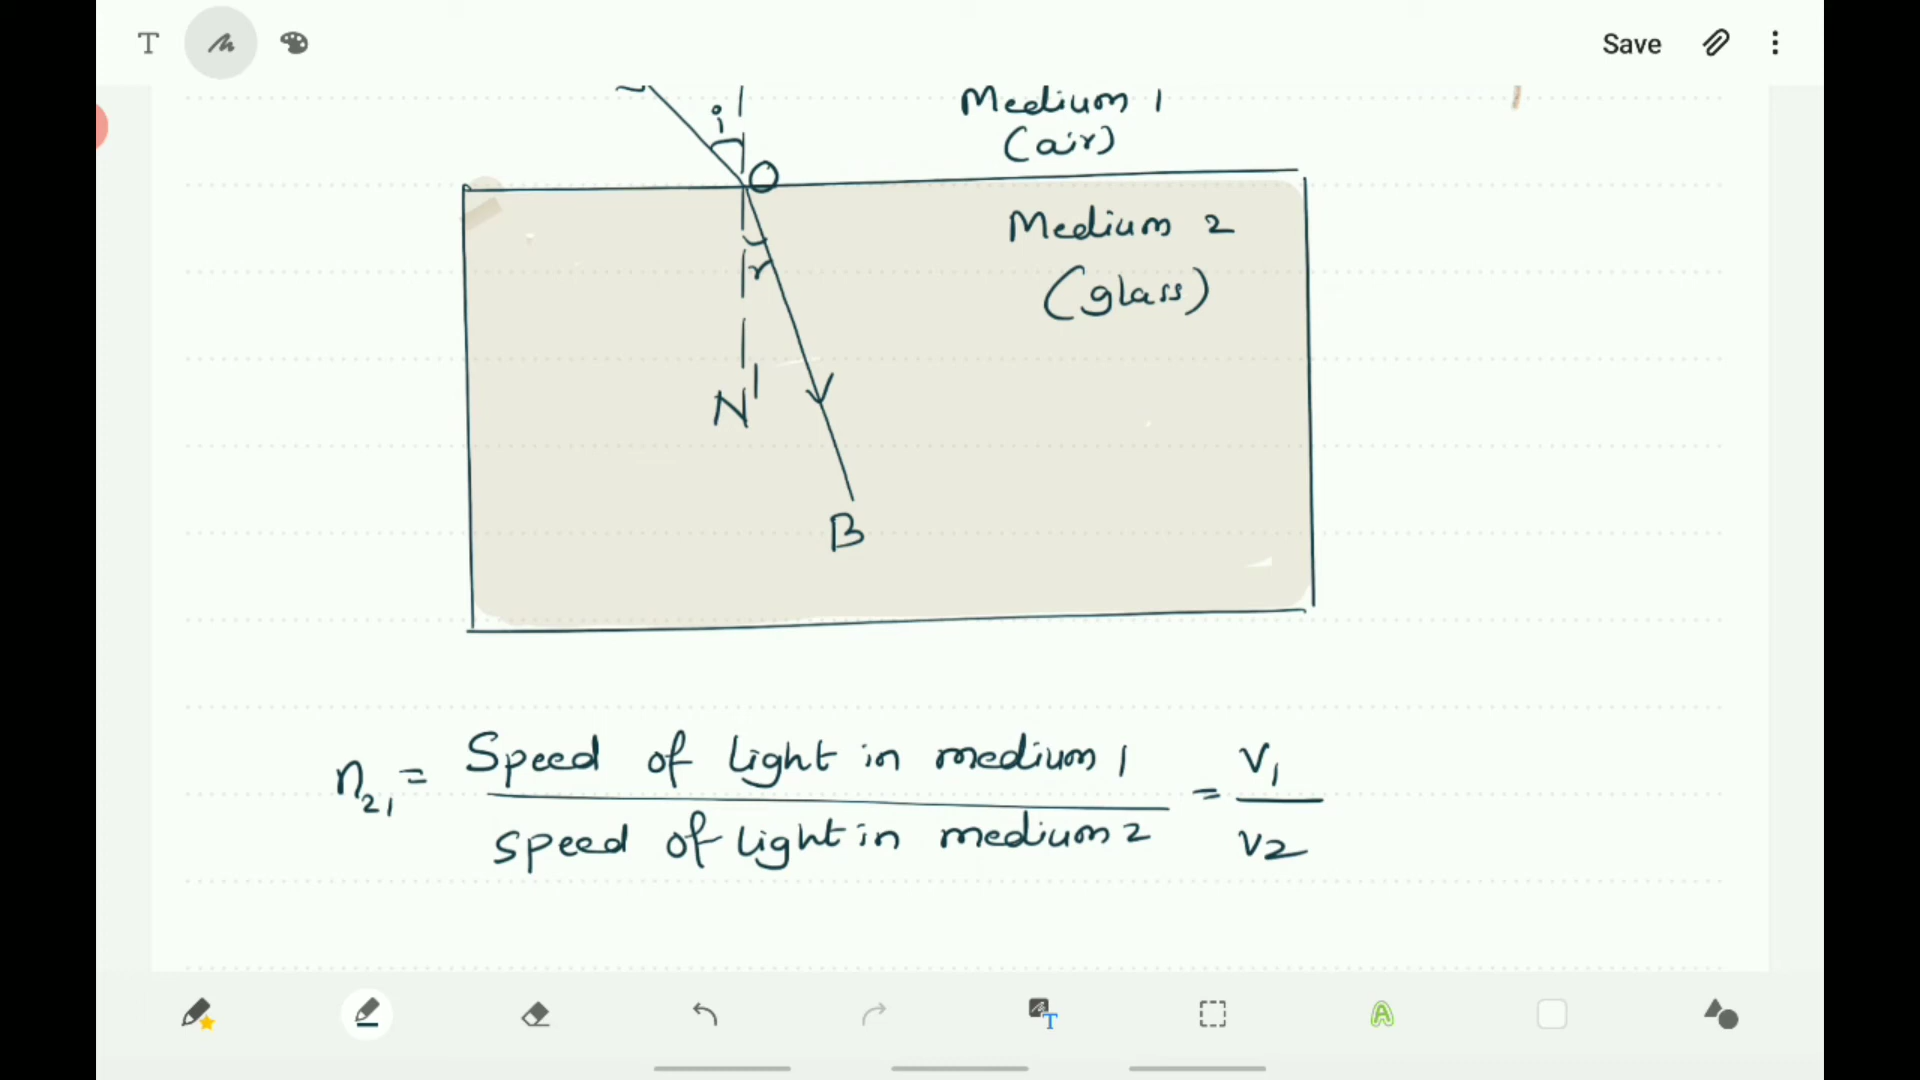 T
Save
i
Medium 1
(air)
O
Medium 2
r
(glass)
N'
B
n₂₁ = Speed of light in medium 1 / speed of light in medium 2 = v₁ / v₂
T
A